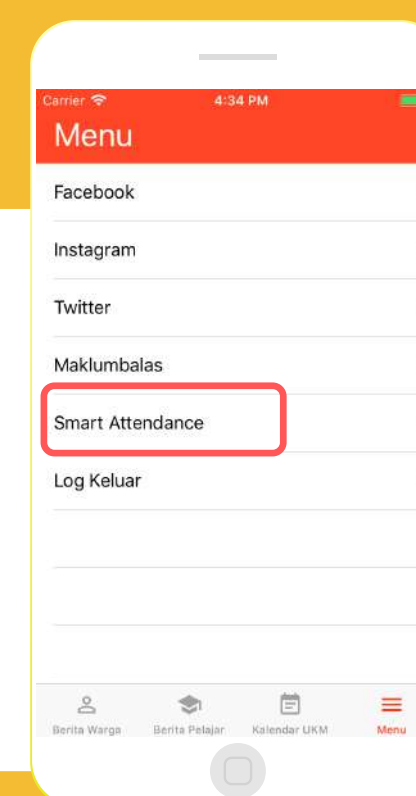 Carrier 4:34 PM
Menu
Facebook
Instagram
Twitter
Maklumbalas
Smart Attendance
Log Keluar
Berita Warga Berita Pelajar Kalendar UKM Menu